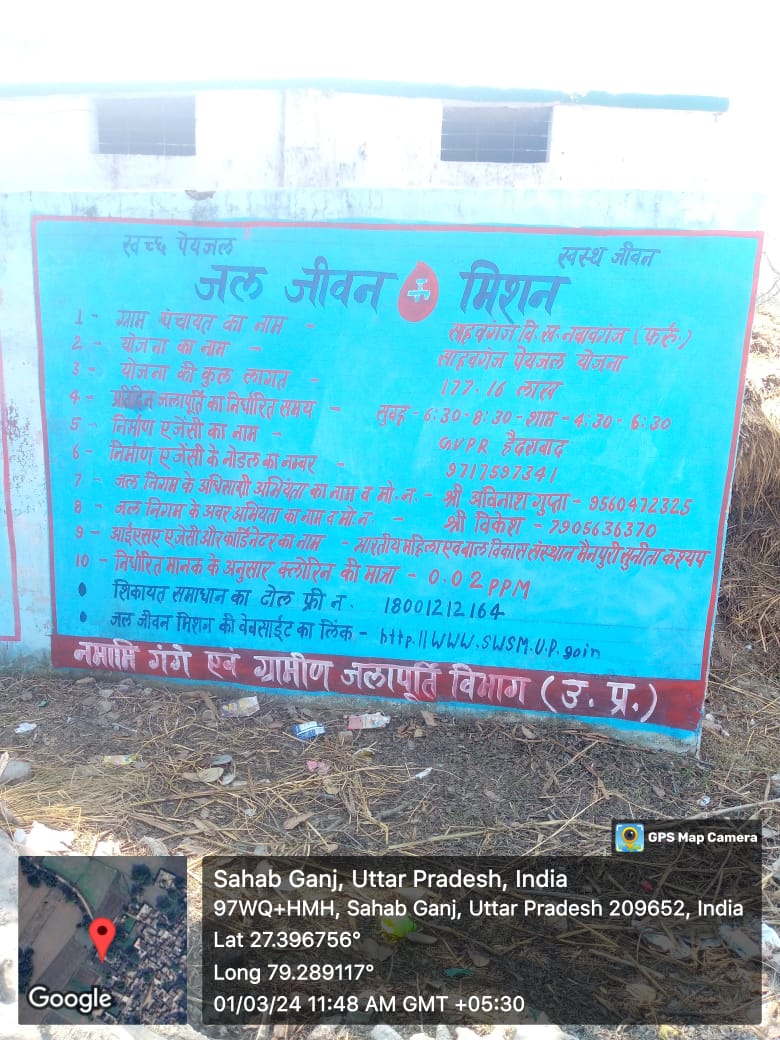 स्वच्छ पेयजल
स्वस्थ जीवन
जल जीवन मिशन
1 - ग्राम पंचायत का नाम - साहवगंज वि.ख. नवावगंज (फर्रु.)
2 - योजना का नाम - साहवगंज पेयजल योजना
3 - योजना की कुल लागत - 177.16 लाख
4 - प्रतिदिन जलापूर्ति का निर्धारित समय - सुवह - 6:30-8:30 - शाम - 4:30 - 6:30
5 - निर्माण एजेंसी का नाम - GVPR हैदरावाद
6 - निर्माण एजेंसी के नोडल का नम्बर - 9717597341
7 - जल निगम के अधिसाशी अभियंता का नाम व मो.न. - श्री अविनाश गुप्ता - 9560472325
8 - जल निगम के अवर अभियंता का नाम व मो.न. - श्री विकेश - 7905636370
9 - आईएसए एजेंसी और कार्डिनेटर का नाम - भारतीय महिला एवं बाल विकास संस्थान मैनपुरी सुनीता कश्यप
10 - निर्धारित मानक के अनुसार क्लोरिन की मात्रा - 0.02 PPM
• शिकायत समाधान का टोल फ्री न. 18001212164
• जल जीवन मिशन की वेबसाईट का लिंक - http.||WWW.SWSM.U.P.goin
नमामि गंगे एवं ग्रामीण जलापूर्ति विभाग (उ. प्र.)
GPS Map Camera
Sahab Ganj, Uttar Pradesh, India
97WQ+HMH, Sahab Ganj, Uttar Pradesh 209652, India
Lat 27.396756°
Long 79.289117°
01/03/24 11:48 AM GMT +05:30
Google